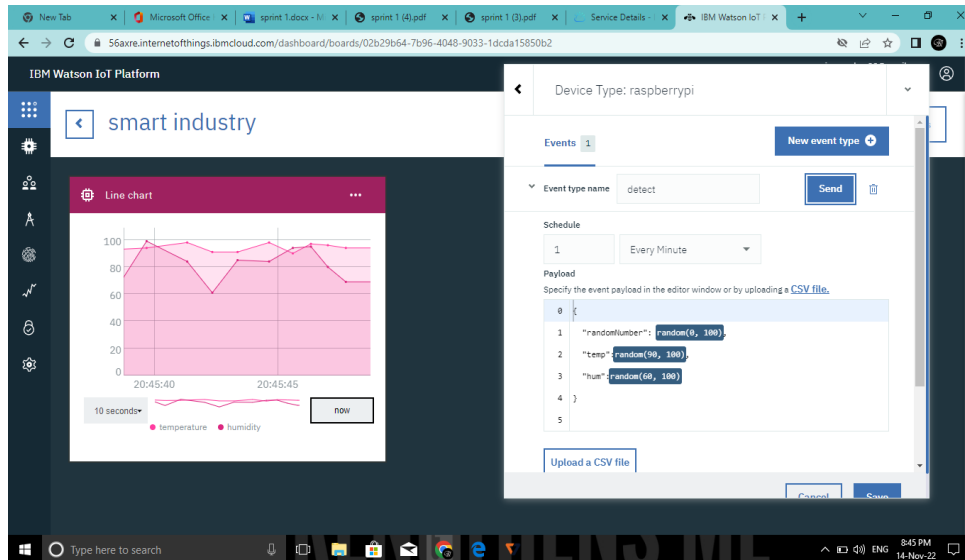 New Tab
Microsoft Office
sprint 1.docx - M
sprint 1 (4).pdf
sprint 1 (3).pdf
Service Details -
IBM Watson IoT
56axre.internetofthings.ibmcloud.com/dashboard/boards/02b29b64-7b96-4048-9033-1dcda15850b2
IBM Watson IoT Platform
smart industry
Device Type: raspberrypi
Events 1
New event type
Event type name
detect
Send
Schedule
1
Every Minute
Payload
Specify the event payload in the editor window or by uploading a CSV file.
0 {
1 "randomNumber": random(0, 100),
2 "temp":random(90, 100),
3 "hum":random(60, 100)
4 }
5
Upload a CSV file
Cancel
Save
Line chart
100
80
60
40
20
0
20:45:40
20:45:45
10 seconds
now
temperature
humidity
Type here to search
ENG
8:45 PM
14-Nov-22